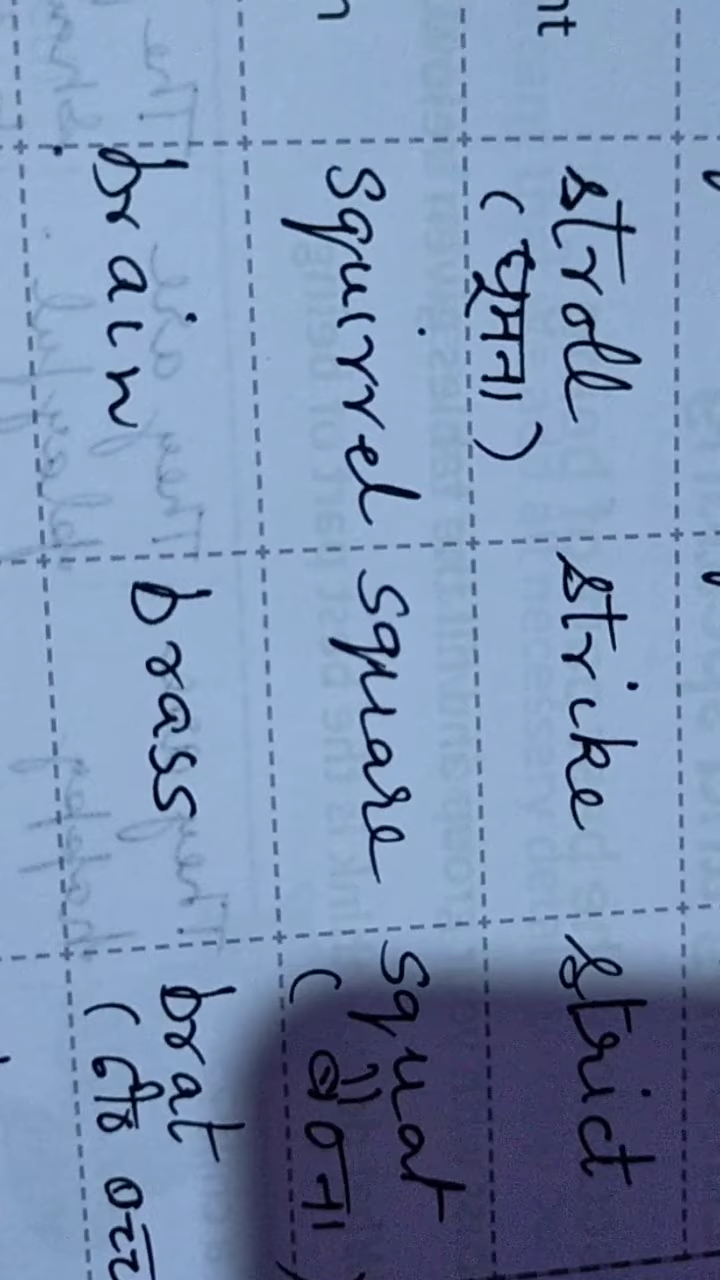 stroll strike strict
(घूमना)
squirrel square squat
(बैठना)
brain brass brat